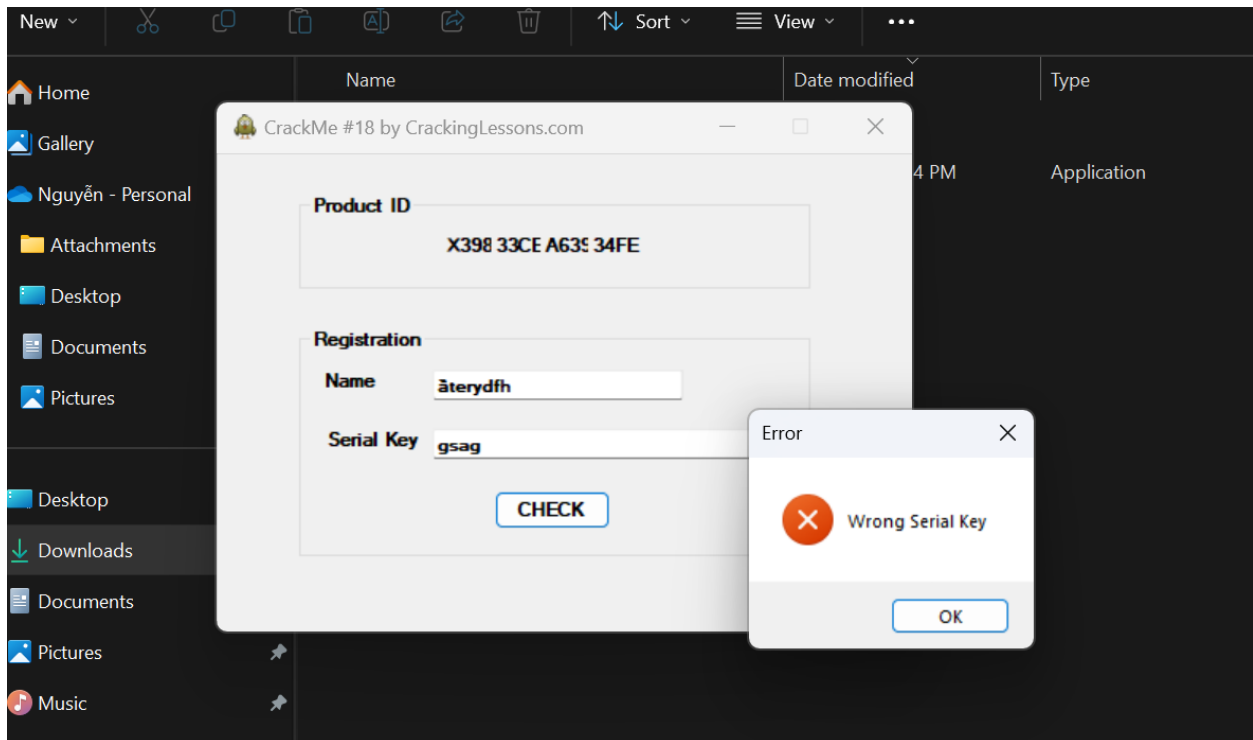 New Sort View
Name Date modified Type
Home
CrackMe #18 by CrackingLessons.com
Gallery
4 PM Application
Nguyễn - Personal
Product ID
Attachments
X398 33CE A639 34FE
Desktop
Registration
Documents
Name
Pictures
återydfh
Serial Key gsag
Error
Desktop
CHECK
Wrong Serial Key
Downloads
Documents
OK
Pictures
Music